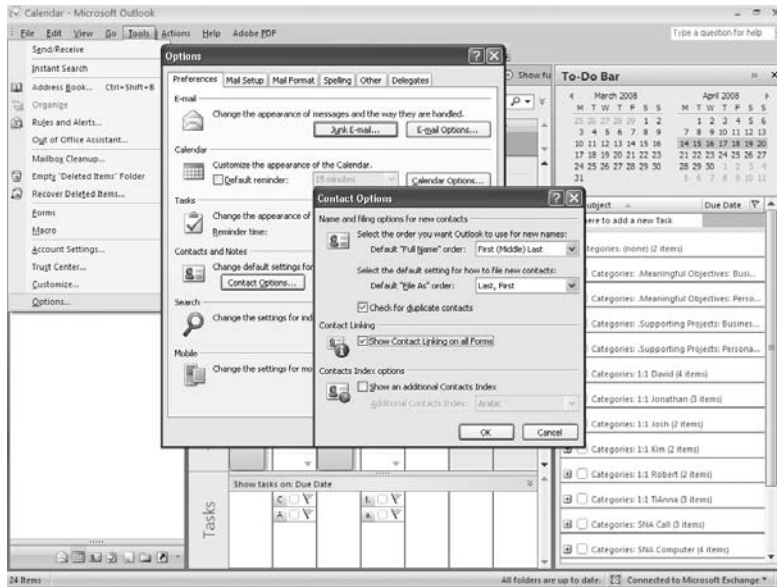 Calendar - Microsoft Outlook
File Edit View Go Tools Actions Help Adobe PDF
Type a question for help
Send/Receive
Instant Search
Address Book... Ctrl+Shift+B
Organize
Rules and Alerts...
Out of Office Assistant...
Mailbox Cleanup...
Empty "Deleted Items" Folder
Recover Deleted Items...
Forms
Macro
Account Settings...
Trust Center...
Customize...
Options...
Options
Preferences Mail Setup Mail Format Spelling Other Delegates
E-mail
Change the appearance of messages and the way they are handled.
Junk E-mail... E-mail Options...
Calendar
Customize the appearance of the Calendar.
Default reminder: 15 minutes Calendar Options...
Tasks
Change the appearance of
Reminder time:
Contacts and Notes
Change default settings for
Contact Options...
Search
Change the settings for ind
Mobile
Change the settings for mo
Contact Options
Name and filing options for new contacts
Select the order you want Outlook to use for new names:
Default "Full Name" order: First (Middle) Last
Select the default setting for how to file new contacts:
Default "File As" order: Last, First
Check for duplicate contacts
Contact Linking
Show Contact Linking on all Forms
Contacts Index options
Show an additional Contacts Index
Additional Contacts Index: Arabic
OK Cancel
Show fu
To-Do Bar
March 2008 April 2008
M T W T F S S M T W T F S S
25 26 27 28 29 1 2 1 2 3 4 5 6
3 4 5 6 7 8 9 7 8 9 10 11 12 13
10 11 12 13 14 15 16 14 15 16 17 18 19 20
17 18 19 20 21 22 23 21 22 23 24 25 26 27
24 25 26 27 28 29 30 28 29 30 1 2 3 4
31 5 6 7 8 9 10 11
ubject Due Date
ere to add a new Task
tegories: (none) (2 items)
Categories: .Meaningful Objectives: Busi...
Categories: .Meaningful Objectives: Perso...
Categories: .Supporting Projects: Busines...
Categories: .Supporting Projects: Persona...
Categories: 1:1 David (4 items)
Categories: 1:1 Jonathan (3 items)
Categories: 1:1 Josh (2 items)
Categories: 1:1 Kim (2 items)
Categories: 1:1 Robert (2 items)
Categories: 1:1 TiAnna (3 items)
Categories: SNA Call (5 items)
Categories: SNA Computer (4 items)
Tasks
Show tasks on: Due Date
24 Items
All folders are up to date. Connected to Microsoft Exchange